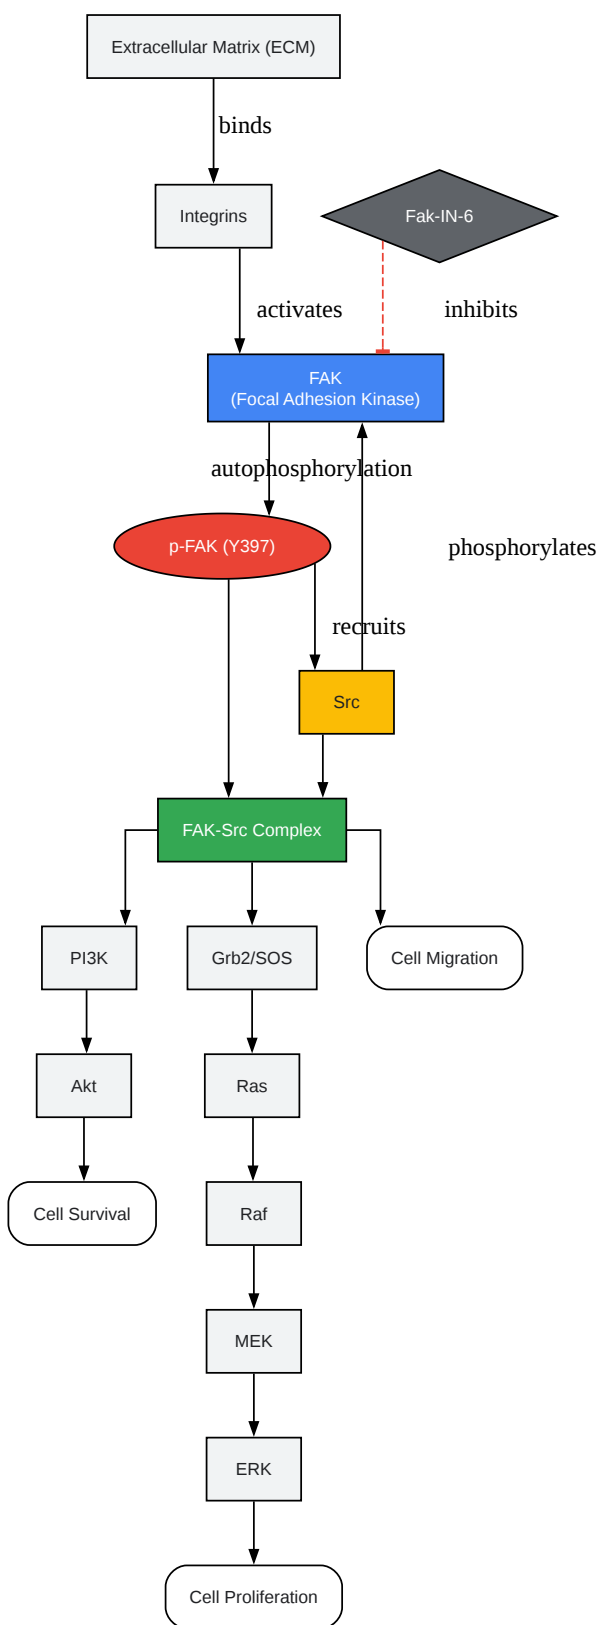 Extracellular Matrix (ECM)
binds
Integrins
Fak-IN-6
activates
inhibits
FAK
(Focal Adhesion Kinase)
autophosphorylation
p-FAK (Y397)
phosphorylates
recruits
Src
FAK-Src Complex
PI3K
Grb2/SOS
Cell Migration
Akt
Ras
Cell Survival
Raf
MEK
ERK
Cell Proliferation